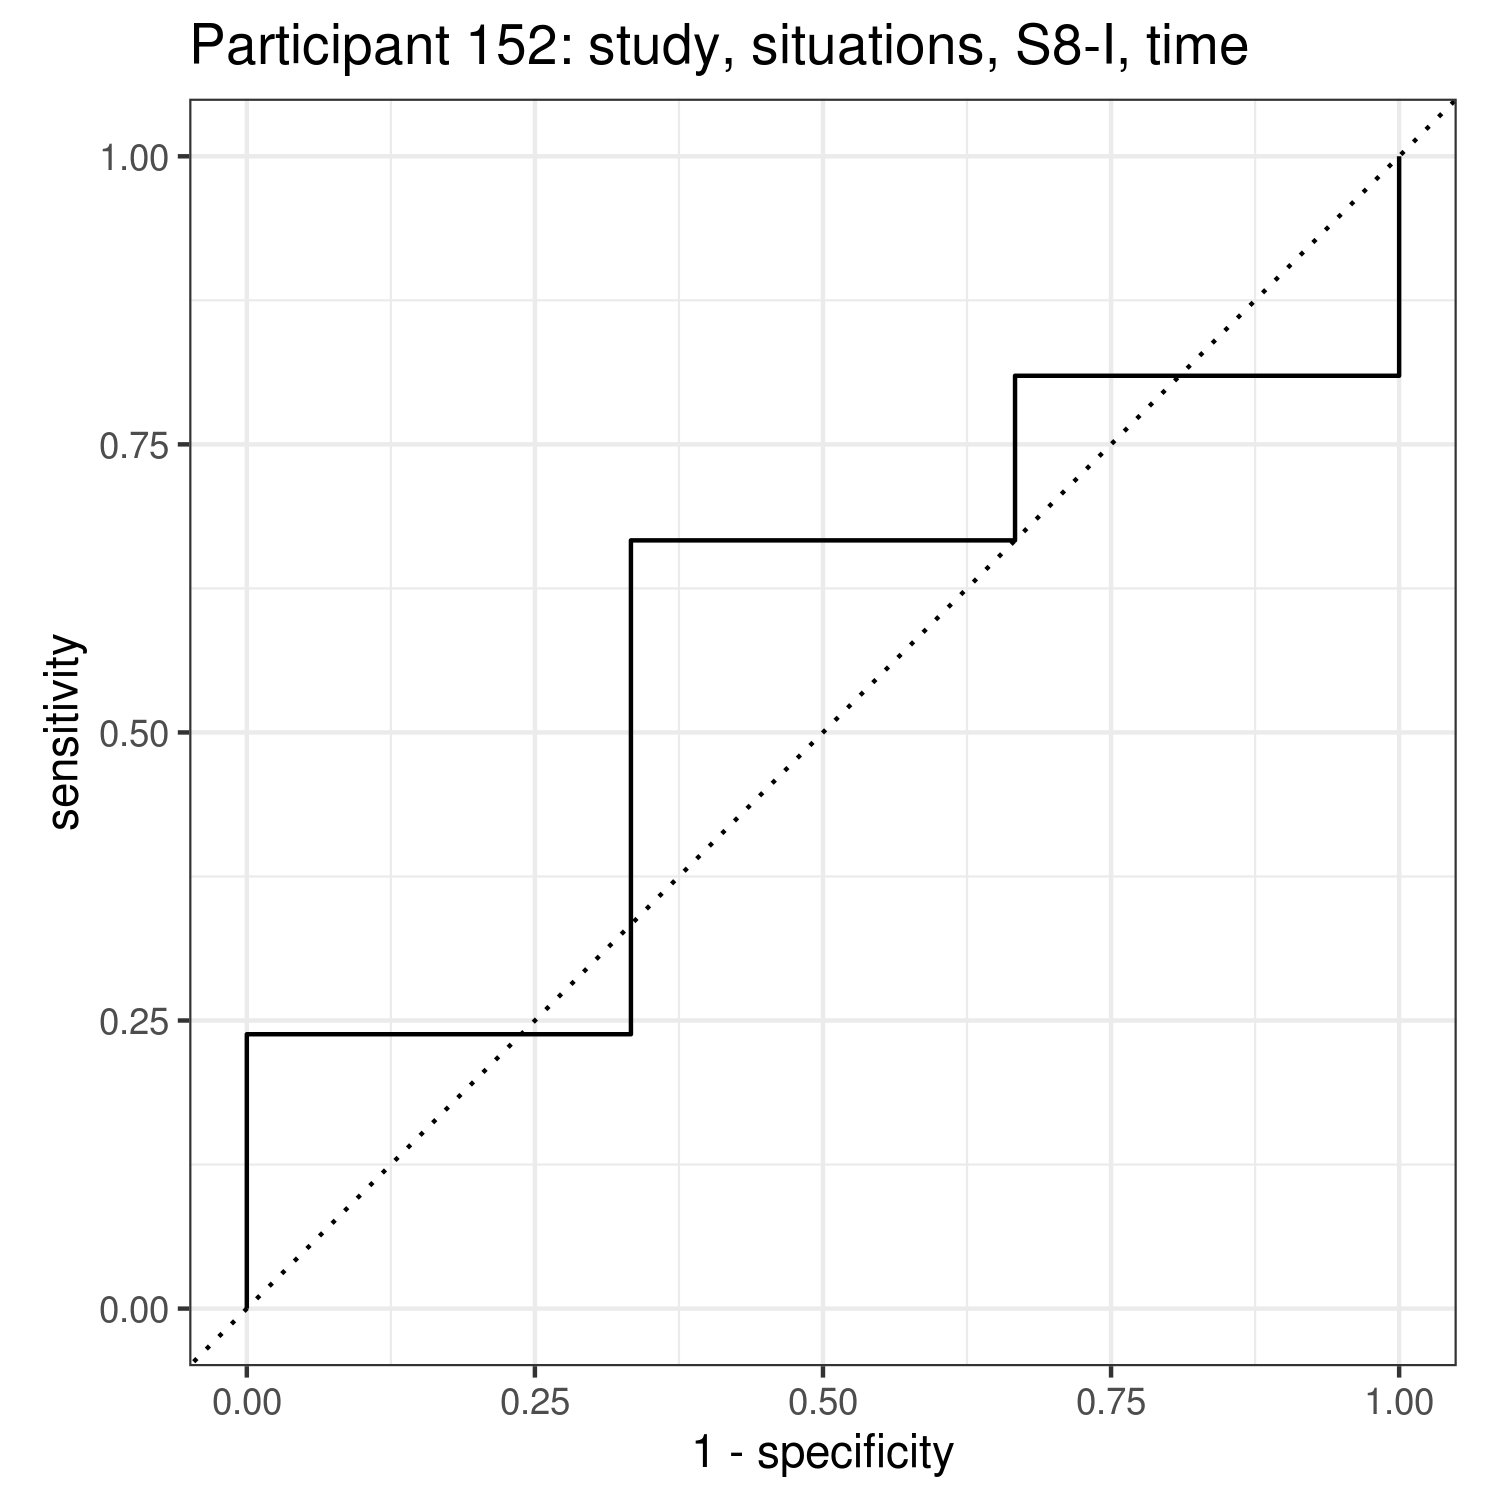 Participant 152: study, situations, S8-I, time
1.00
0.75
0.50
0.25
0.00
sensitivity
0.00 0.25 0.50 0.75 1.00
1 - specificity